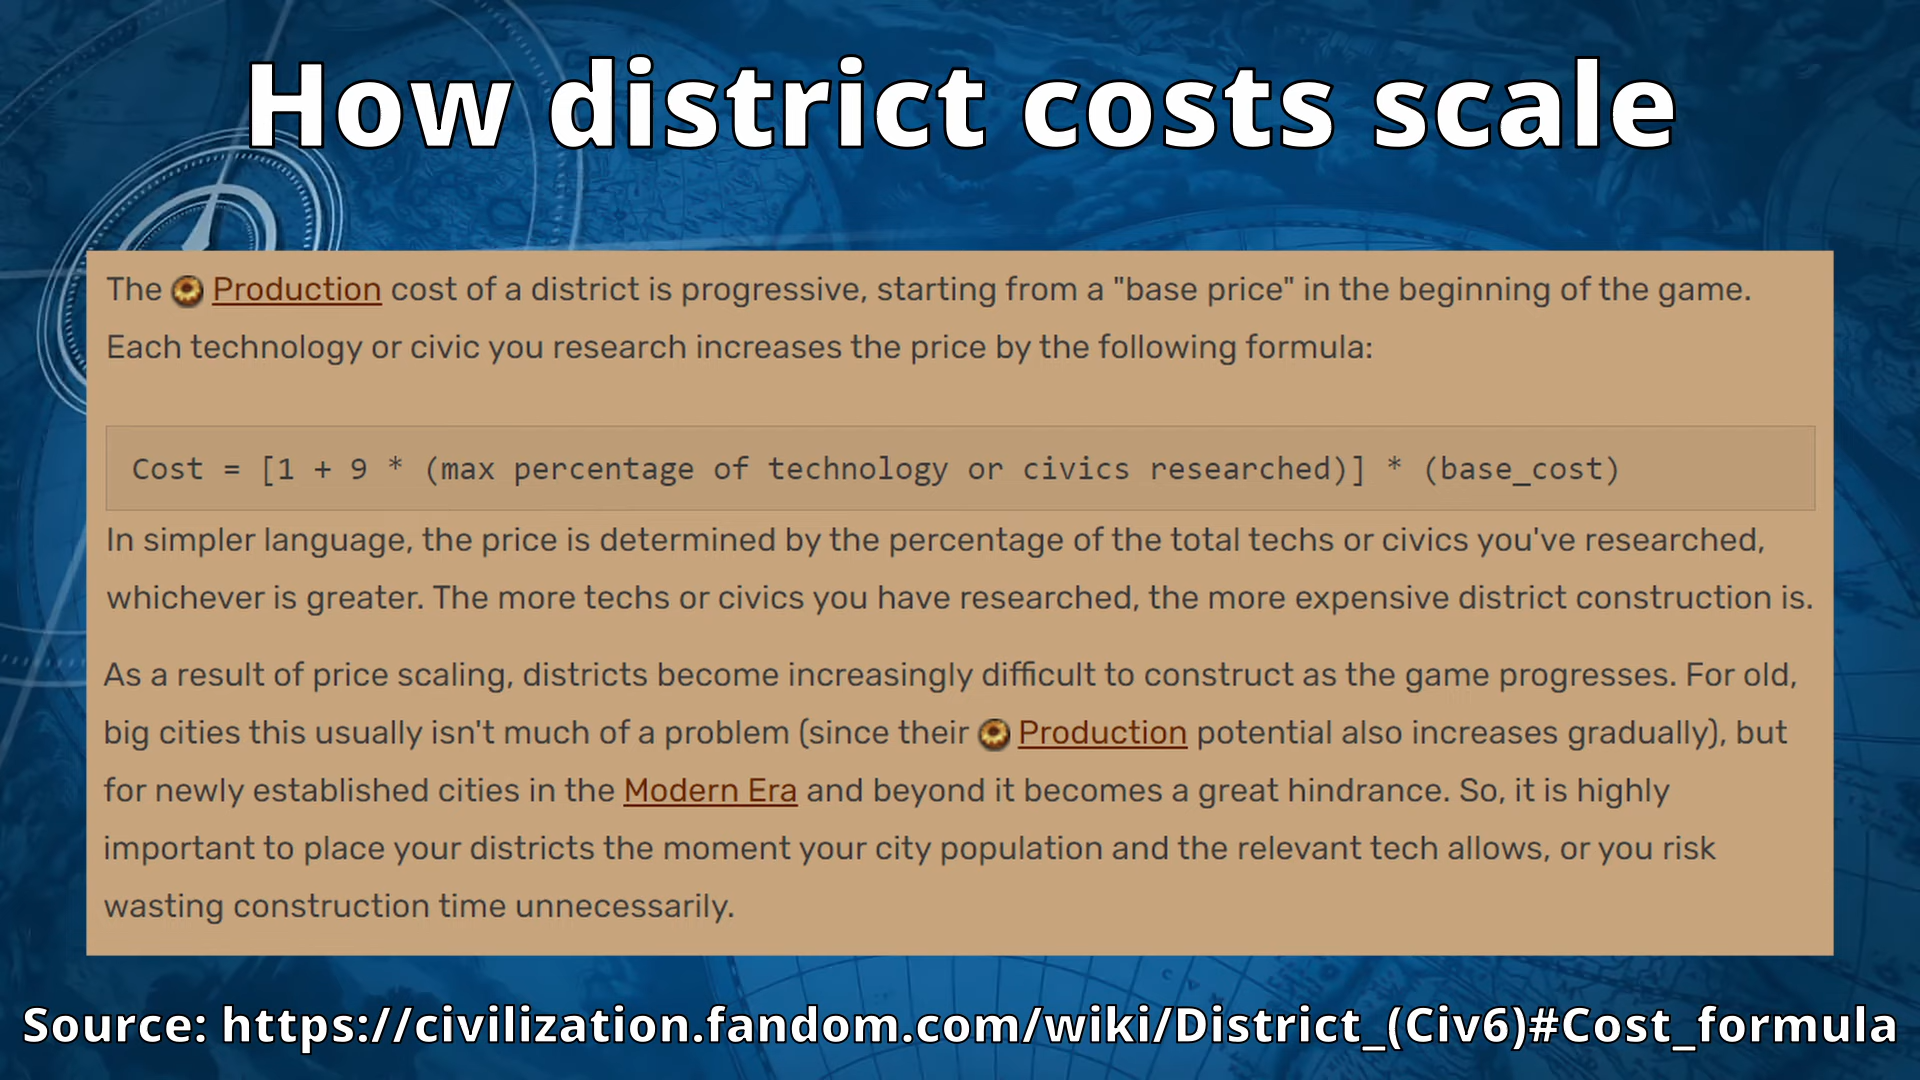 How district costs scale
The Production cost of a district is progressive, starting from a "base price" in the beginning of the game.
Each technology or civic you research increases the price by the following formula:
Cost = [1 + 9 * (max percentage of technology or civics researched)] * (base_cost)
In simpler language, the price is determined by the percentage of the total techs or civics you've researched,
whichever is greater. The more techs or civics you have researched, the more expensive district construction is.
As a result of price scaling, districts become increasingly difficult to construct as the game progresses. For old,
big cities this usually isn't much of a problem (since their Production potential also increases gradually), but
for newly established cities in the Modern Era and beyond it becomes a great hindrance. So, it is highly
important to place your districts the moment your city population and the relevant tech allows, or you risk
wasting construction time unnecessarily.
Source: https://civilization.fandom.com/wiki/District_(Civ6)#Cost_formula